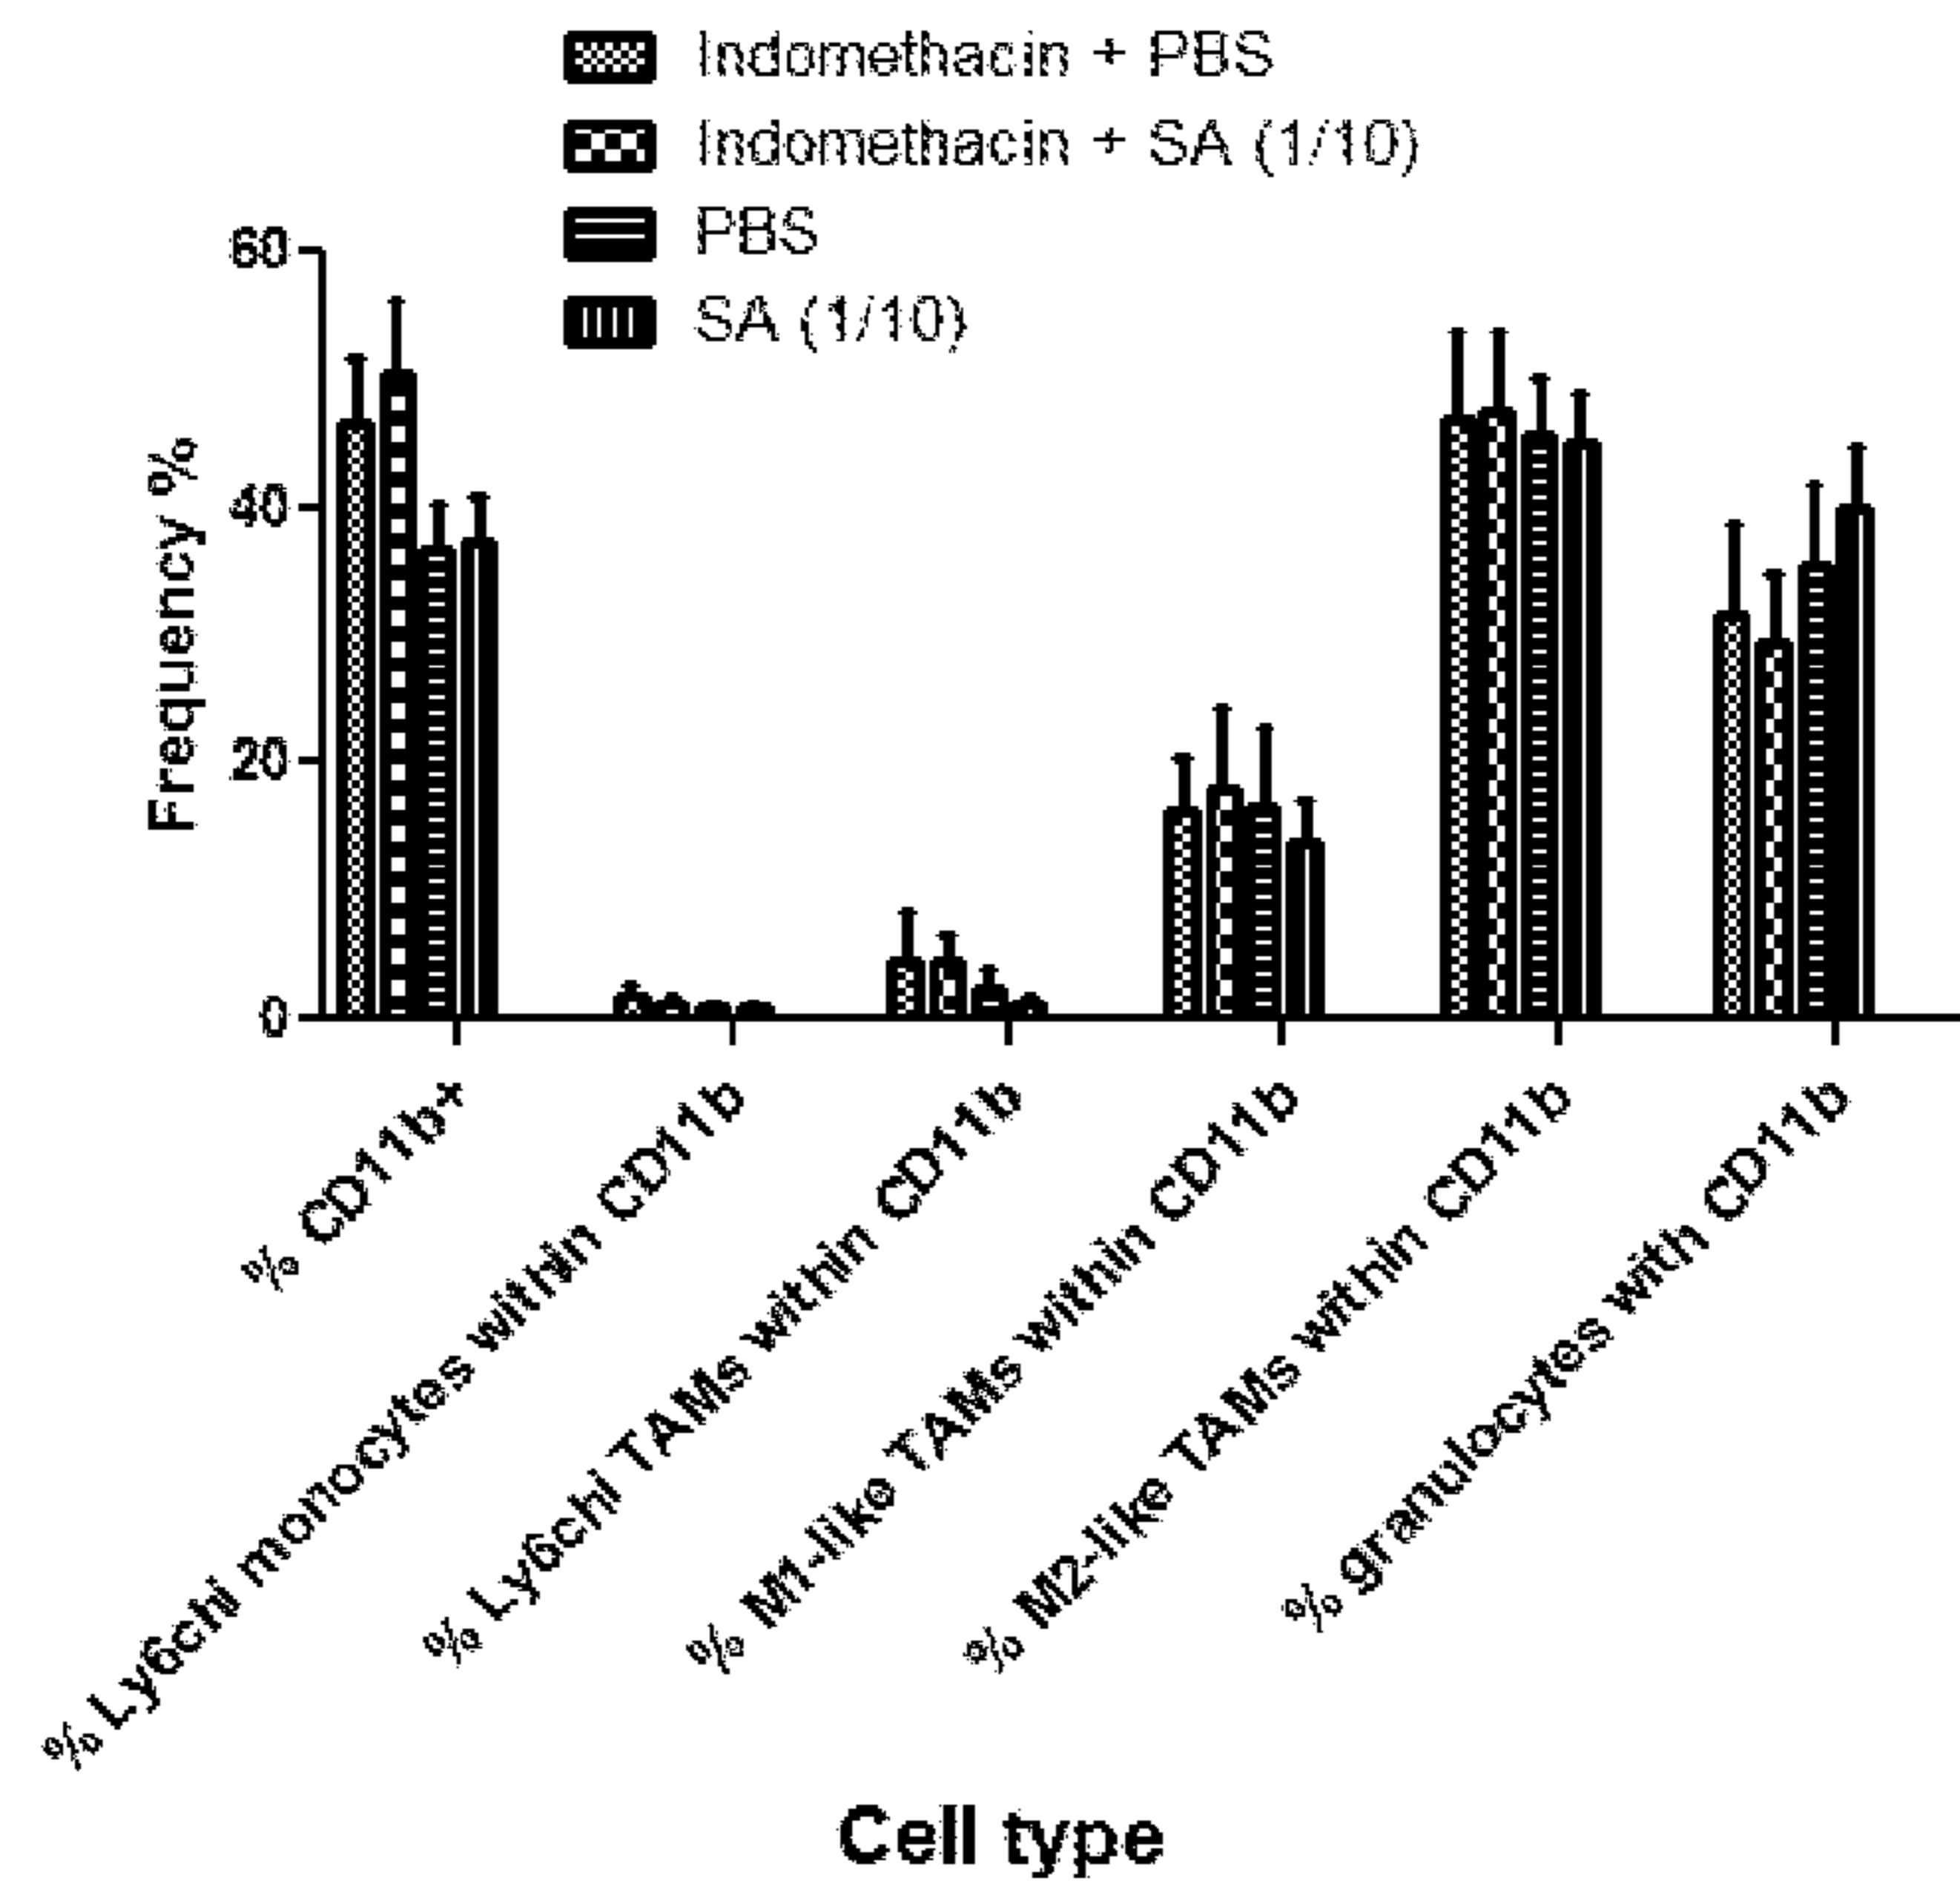 Indomethacin + PBS
Indomethacin + SA (1/10)
PBS
SA (1/10)
60
40
20
0
Frequency %
% CD11b+
% Ly6chi monocytes within CD11b
% Ly6chi TAMs within CD11b
% M1-like TAMs within CD11b
% M2-like TAMs within CD11b
% granulocytes with CD11b
Cell type